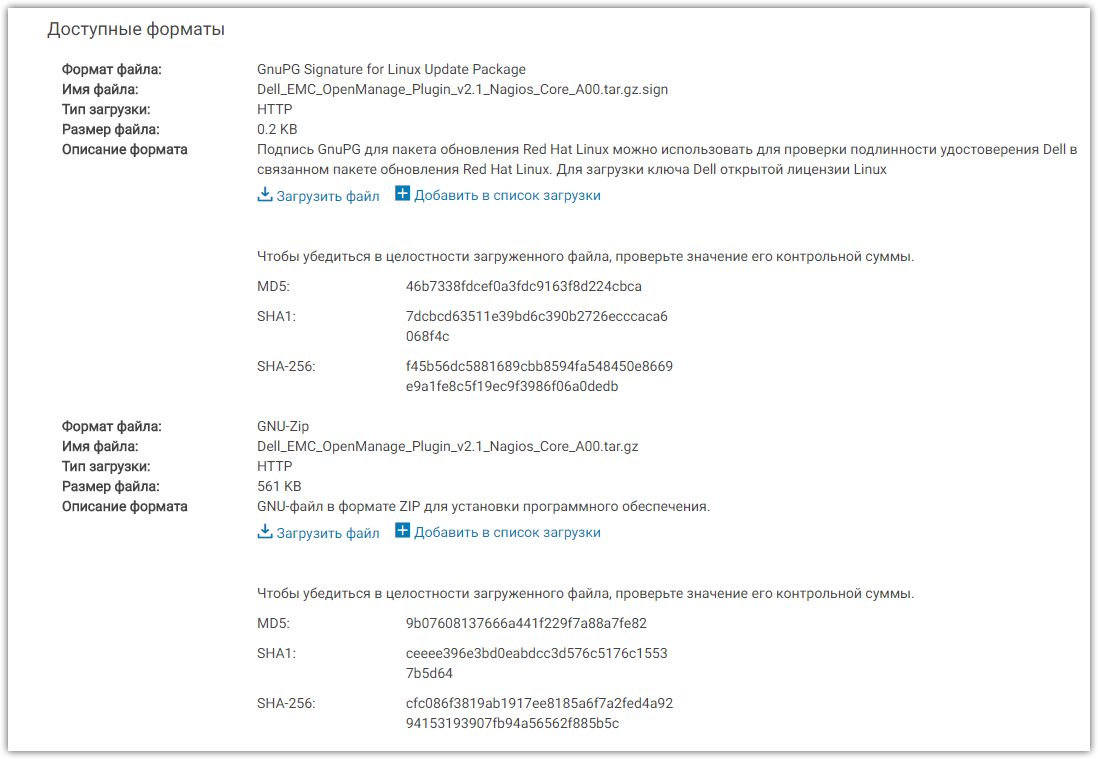 Доступные форматы
Формат файла: GnuPG Signature for Linux Update Package
Имя файла: Dell_EMC_OpenManage_Plugin_v2.1_Nagios_Core_A00.tar.gz.sign
Тип загрузки: HTTP
Размер файла: 0.2 KB
Описание формата Подпись GnuPG для пакета обновления Red Hat Linux можно использовать для проверки подлинности удостоверения Dell в
связанном пакете обновления Red Hat Linux. Для загрузки ключа Dell открытой лицензии Linux
Загрузить файл Добавить в список загрузки
Чтобы убедиться в целостности загруженного файла, проверьте значение его контрольной суммы.
MD5: 46b7338fdcef0a3fdc9163f8d224cbca
SHA1: 7dcbcd63511e39bd6c390b2726ecccaca6
068f4c
SHA-256: f45b56dc5881689cbb8594fa548450e8669
e9a1fe8c5f19ec9f3986f06a0dedb
Формат файла: GNU-Zip
Имя файла: Dell_EMC_OpenManage_Plugin_v2.1_Nagios_Core_A00.tar.gz
Тип загрузки: HTTP
Размер файла: 561 KB
Описание формата GNU-файл в формате ZIP для установки программного обеспечения.
Загрузить файл Добавить в список загрузки
Чтобы убедиться в целостности загруженного файла, проверьте значение его контрольной суммы.
MD5: 9b07608137666a441f229f7a88a7fe82
SHA1: ceeee396e3bd0eabdcc3d576c5176c1553
7b5d64
SHA-256: cfc086f3819ab1917ee8185a6f7a2fed4a92
94153193907fb94a56562f885b5c